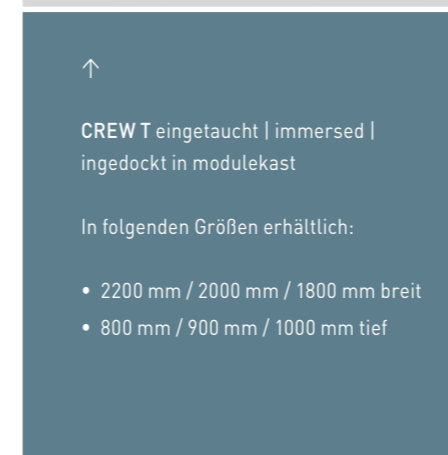 ↑
CREW T eingetaucht | immersed |
ingedockt in modulekast
In folgenden Größen erhältlich:
• 2200 mm / 2000 mm / 1800 mm breit
• 800 mm / 900 mm / 1000 mm tief